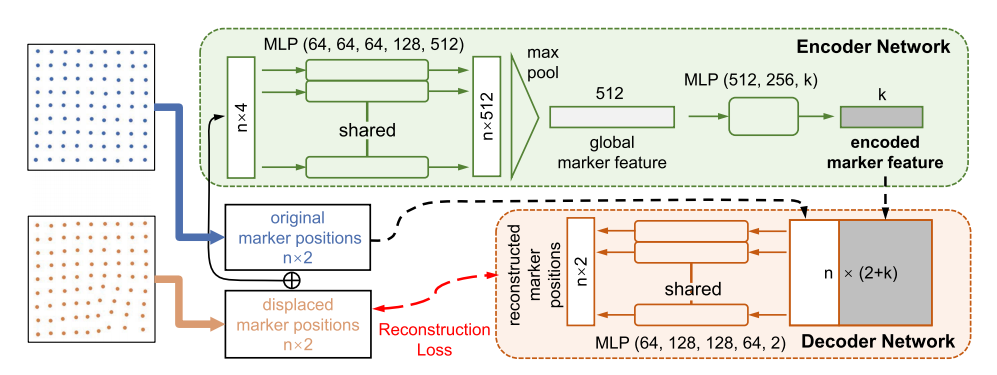 MLP (64, 64, 64, 128, 512)
Encoder Network
n×4
shared
n×512
max
pool
512
global
marker feature
MLP (512, 256, k)
k
encoded
marker feature
original
marker positions
n×2
displaced
marker positions
n×2
Reconstruction
Loss
reconstructed
marker
positions
n×2
shared
n × (2+k)
MLP (64, 128, 128, 64, 2)
Decoder Network